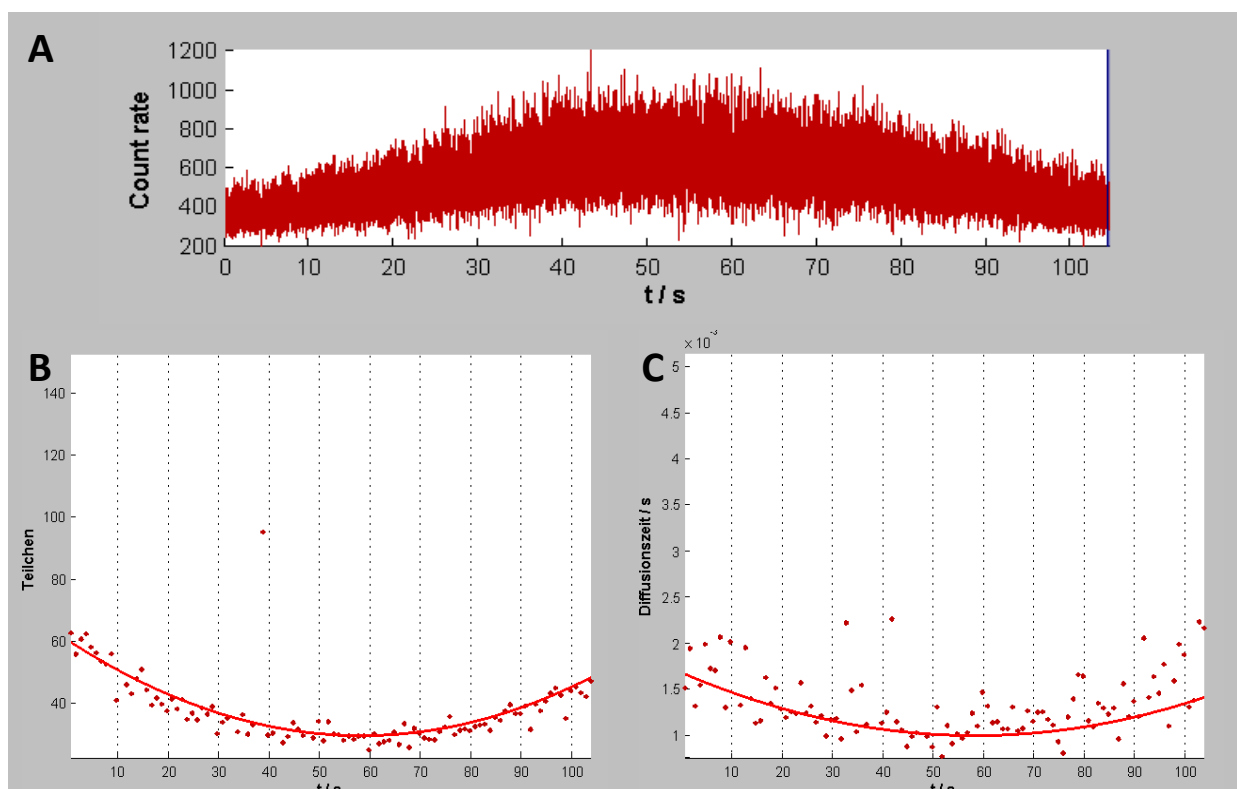 A
Count rate
1200
1000
800
600
400
200
0 10 20 30 40 50 60 70 80 90 100
t / s
B
Teilchen
140
120
100
80
60
40
10 20 30 40 50 60 70 80 90 100
t / s
C
x 10⁻³
Diffusionszeit / s
5
4.5
4
3.5
3
2.5
2
1.5
1
10 20 30 40 50 60 70 80 90 100
t / s